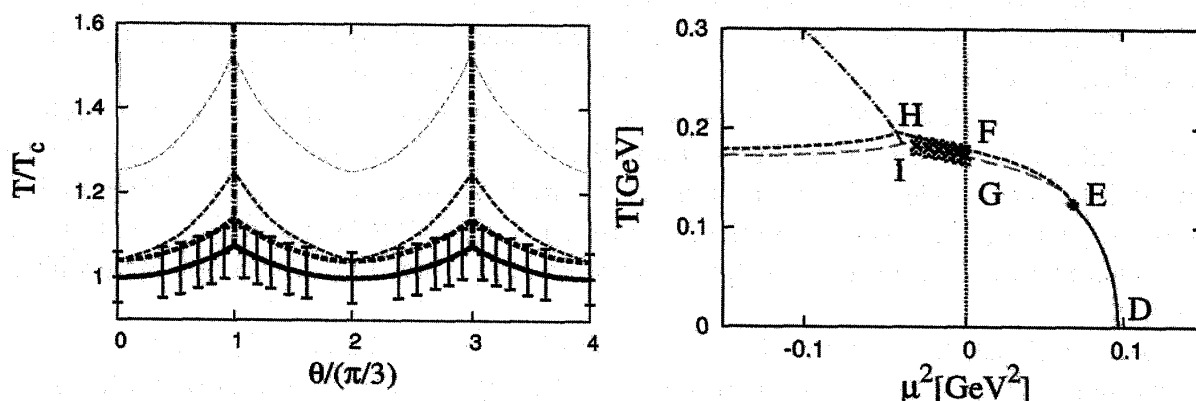 1.6
1.4
1.2
1
T/Tc
0 1 2 3 4
θ/(π/3)
0.3
0.2
0.1
0
T[GeV]
H F
I G E
D
-0.1 0 0.1
μ²[GeV²]